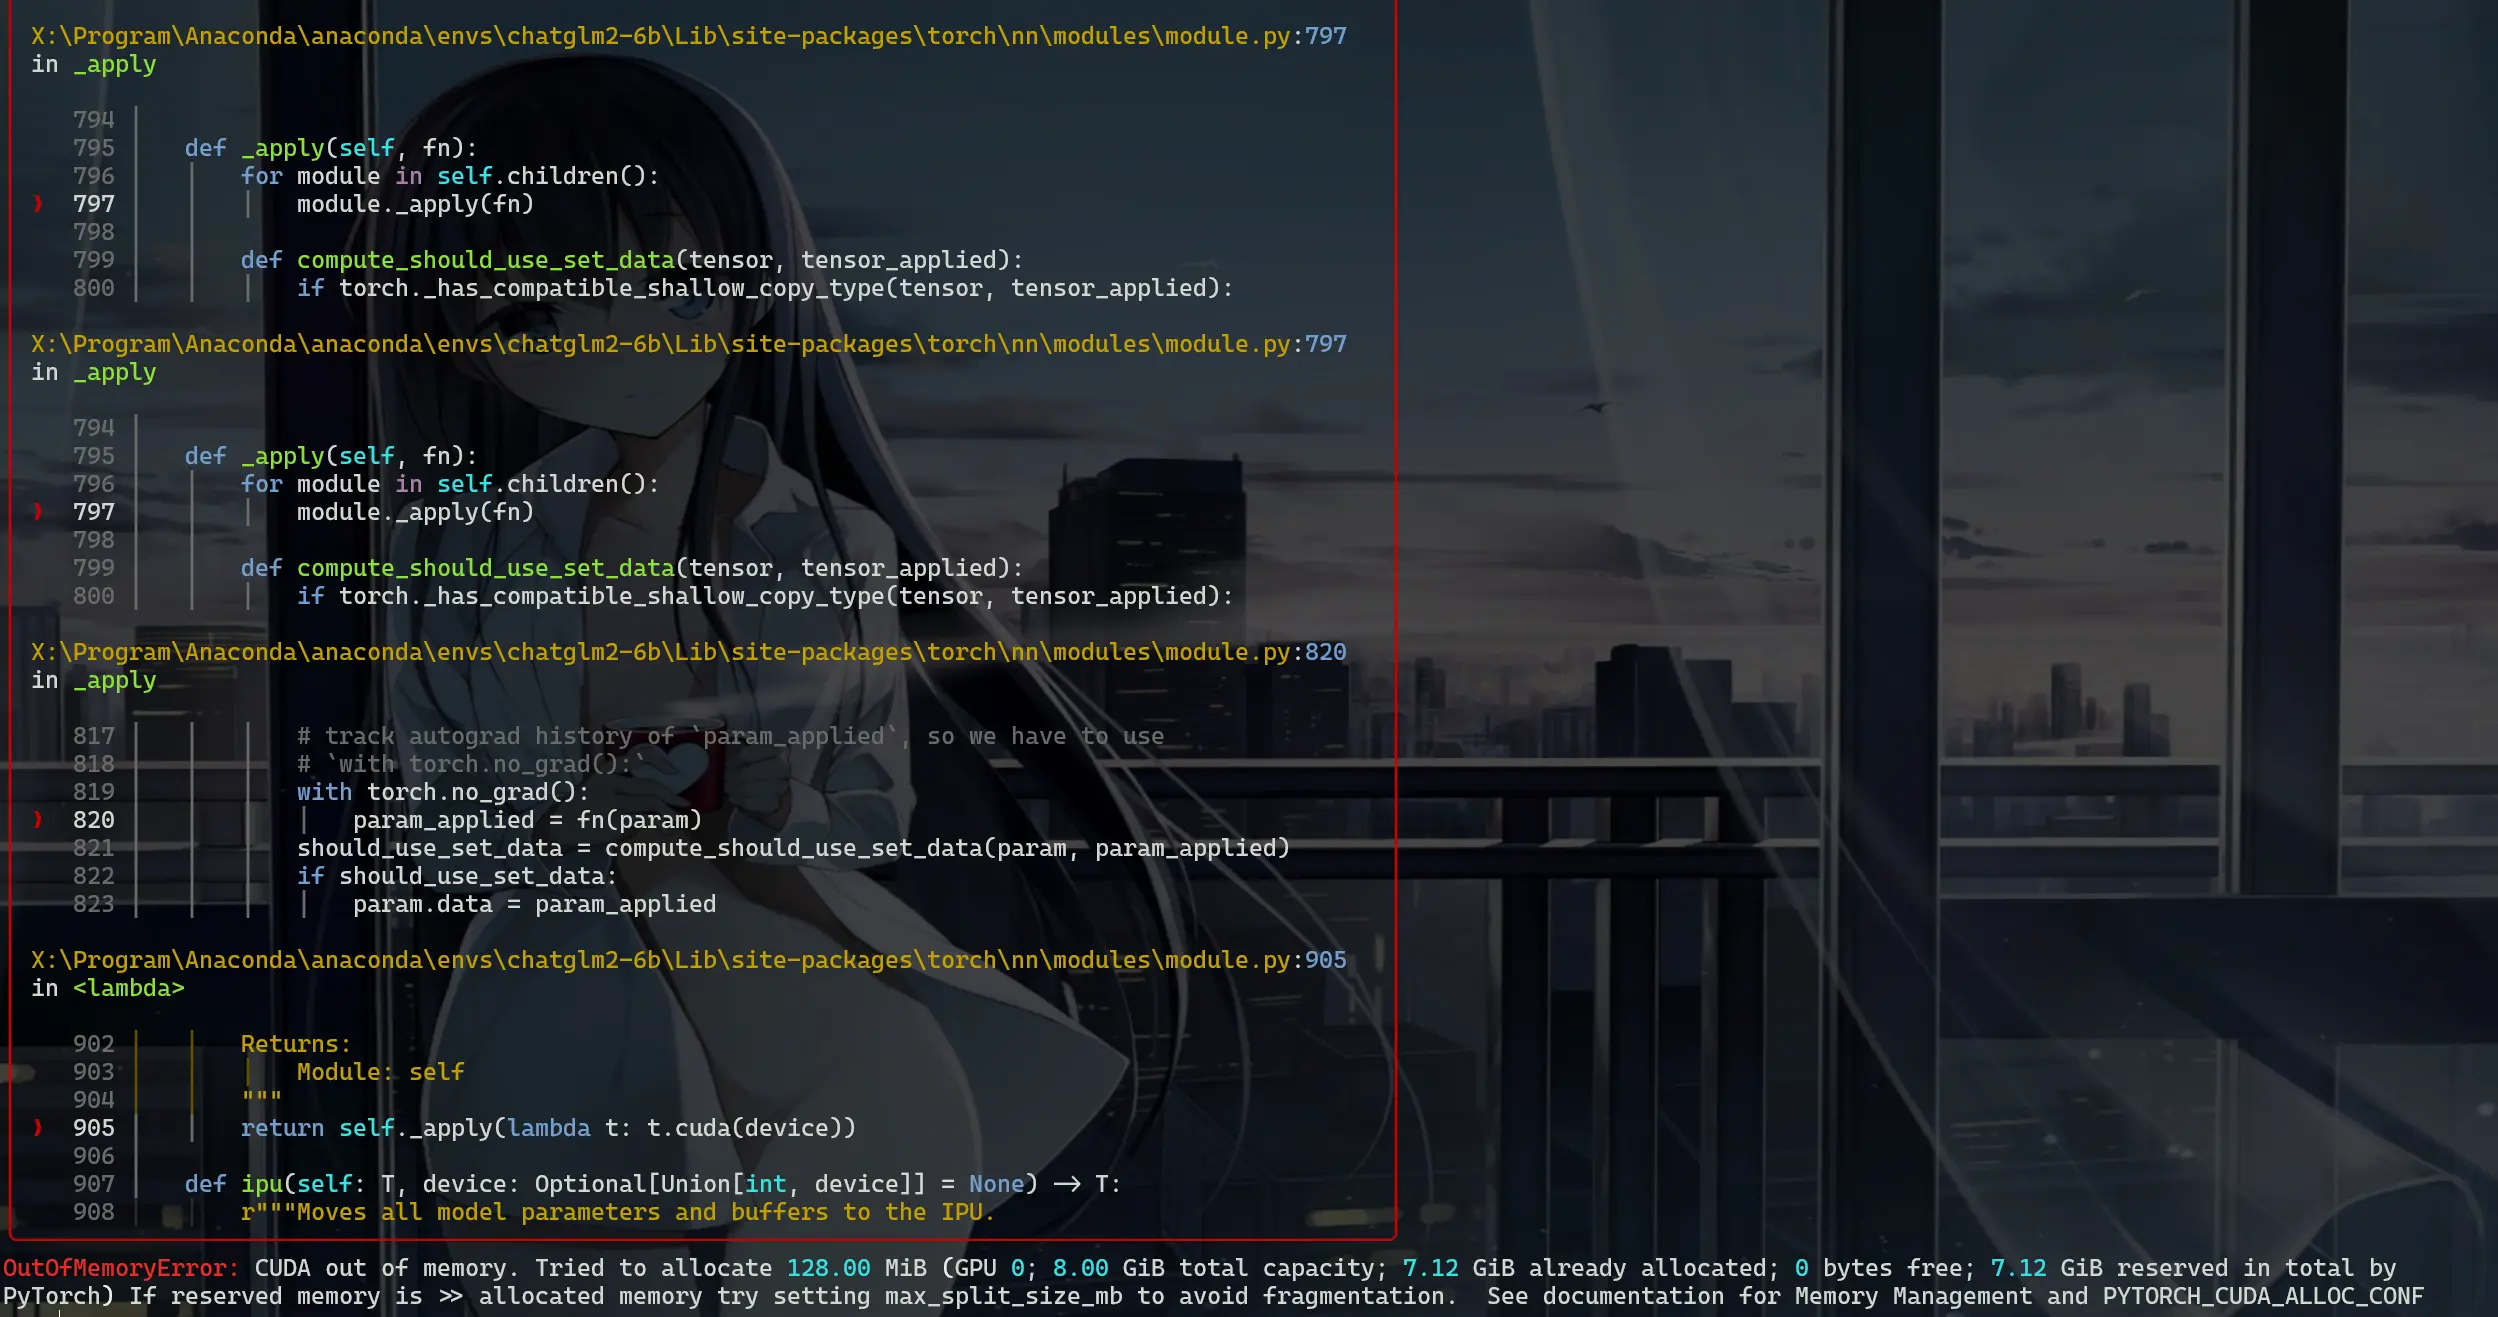 X:\Program\Anaconda\anaconda\envs\chatglm2-6b\Lib\site-packages\torch\nn\modules\module.py:797
in _apply
794
795 def _apply(self, fn):
796 for module in self.children():
❱ 797 module._apply(fn)
798
799 def compute_should_use_set_data(tensor, tensor_applied):
800 if torch._has_compatible_shallow_copy_type(tensor, tensor_applied):
X:\Program\Anaconda\anaconda\envs\chatglm2-6b\Lib\site-packages\torch\nn\modules\module.py:797
in _apply
794
795 def _apply(self, fn):
796 for module in self.children():
❱ 797 module._apply(fn)
798
799 def compute_should_use_set_data(tensor, tensor_applied):
800 if torch._has_compatible_shallow_copy_type(tensor, tensor_applied):
X:\Program\Anaconda\anaconda\envs\chatglm2-6b\Lib\site-packages\torch\nn\modules\module.py:820
in _apply
817 # track autograd history of `param_applied`, so we have to use
818 # `with torch.no_grad():`
819 with torch.no_grad():
❱ 820 param_applied = fn(param)
821 should_use_set_data = compute_should_use_set_data(param, param_applied)
822 if should_use_set_data:
823 param.data = param_applied
X:\Program\Anaconda\anaconda\envs\chatglm2-6b\Lib\site-packages\torch\nn\modules\module.py:905
in <lambda>
902 Returns:
903 Module: self
904 """
❱ 905 return self._apply(lambda t: t.cuda(device))
906
907 def ipu(self: T, device: Optional[Union[int, device]] = None) -> T:
908 r"""Moves all model parameters and buffers to the IPU.
OutOfMemoryError: CUDA out of memory. Tried to allocate 128.00 MiB (GPU 0; 8.00 GiB total capacity; 7.12 GiB already allocated; 0 bytes free; 7.12 GiB reserved in total by
PyTorch) If reserved memory is >> allocated memory try setting max_split_size_mb to avoid fragmentation.  See documentation for Memory Management and PYTORCH_CUDA_ALLOC_CONF